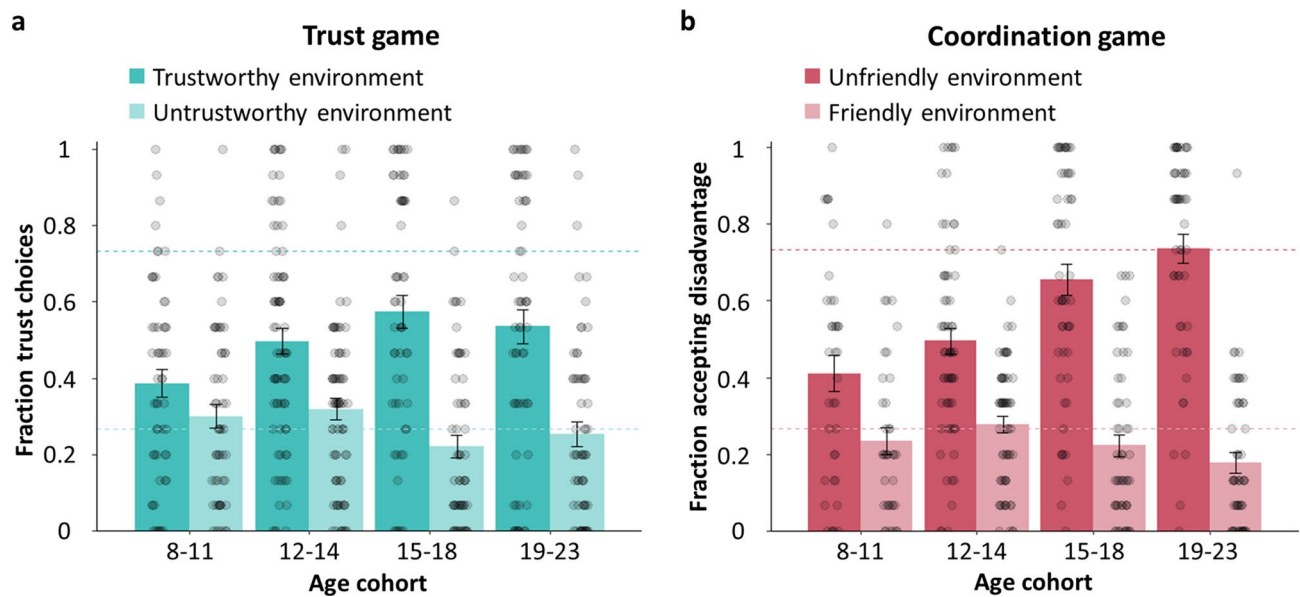 a
Trust game
Trustworthy environment
Untrustworthy environment
Fraction trust choices
1
0.8
0.6
0.4
0.2
0
8-11 12-14 15-18 19-23
Age cohort
b
Coordination game
Unfriendly environment
Friendly environment
Fraction accepting disadvantage
1
0.8
0.6
0.4
0.2
0
8-11 12-14 15-18 19-23
Age cohort